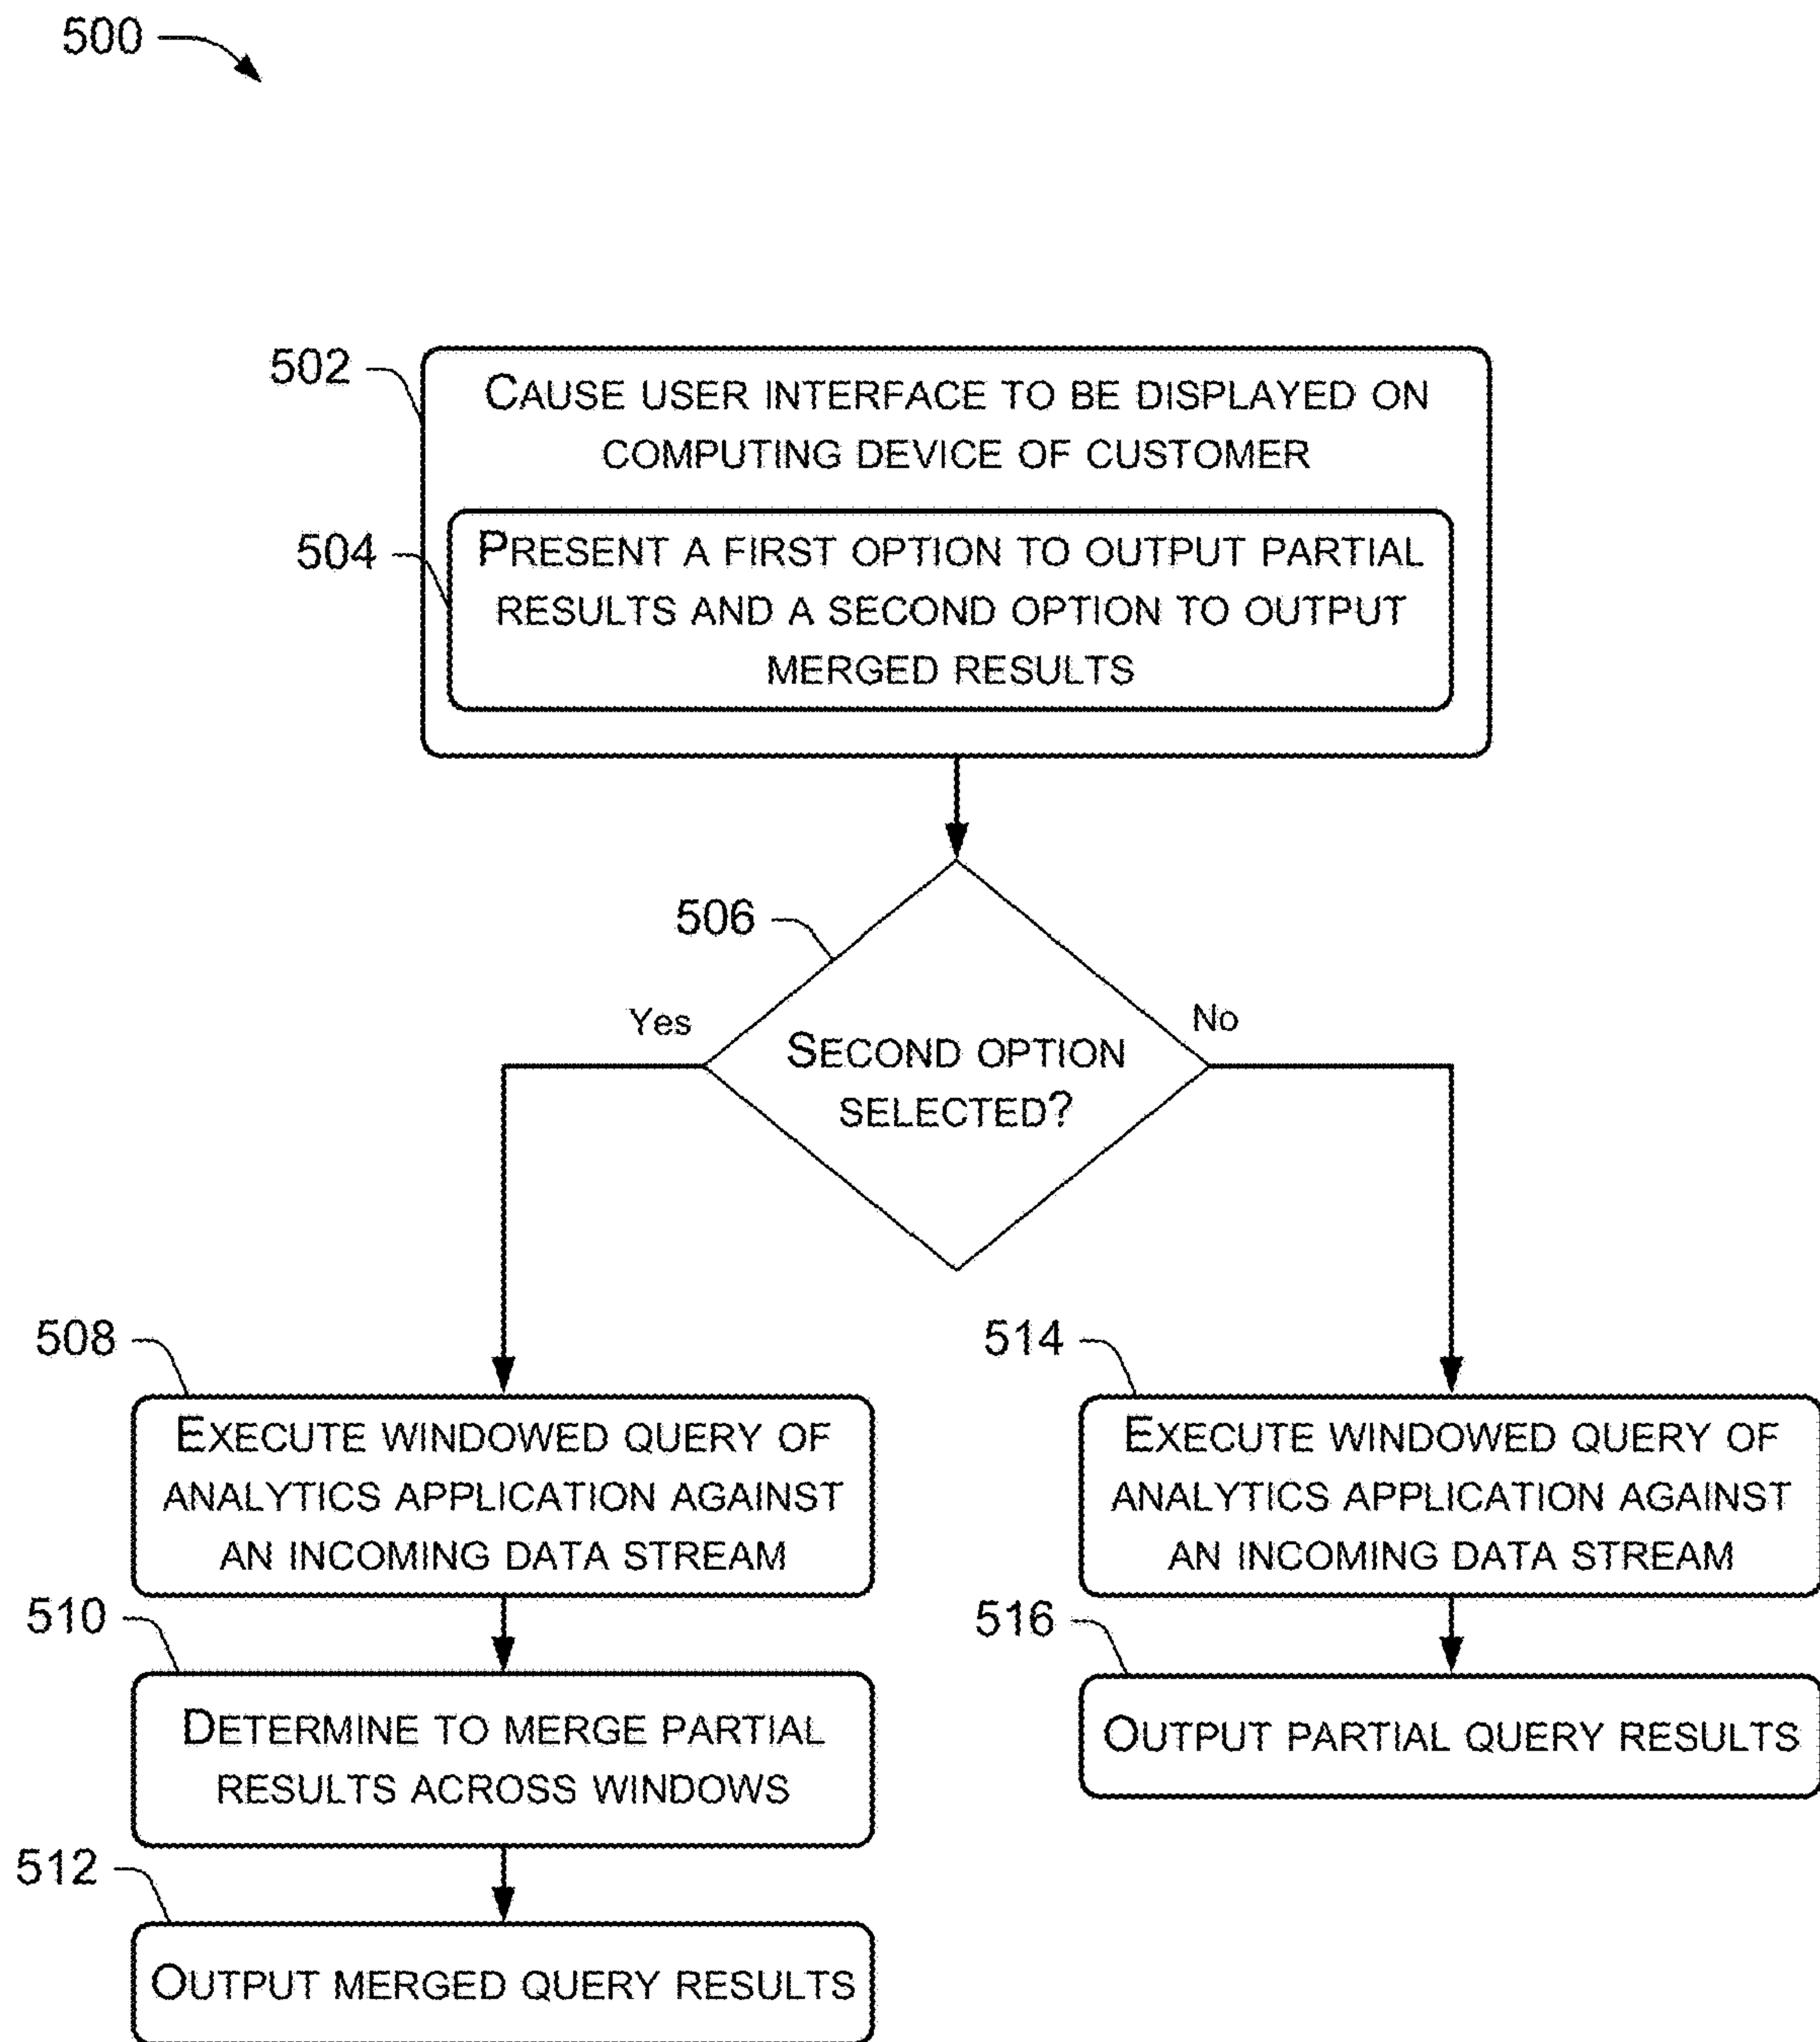 500
502
CAUSE USER INTERFACE TO BE DISPLAYED ON
COMPUTING DEVICE OF CUSTOMER
504
PRESENT A FIRST OPTION TO OUTPUT PARTIAL
RESULTS AND A SECOND OPTION TO OUTPUT
MERGED RESULTS
506
Yes
No
SECOND OPTION
SELECTED?
508
EXECUTE WINDOWED QUERY OF
ANALYTICS APPLICATION AGAINST
AN INCOMING DATA STREAM
510
DETERMINE TO MERGE PARTIAL
RESULTS ACROSS WINDOWS
512
OUTPUT MERGED QUERY RESULTS
514
EXECUTE WINDOWED QUERY OF
ANALYTICS APPLICATION AGAINST
AN INCOMING DATA STREAM
516
OUTPUT PARTIAL QUERY RESULTS